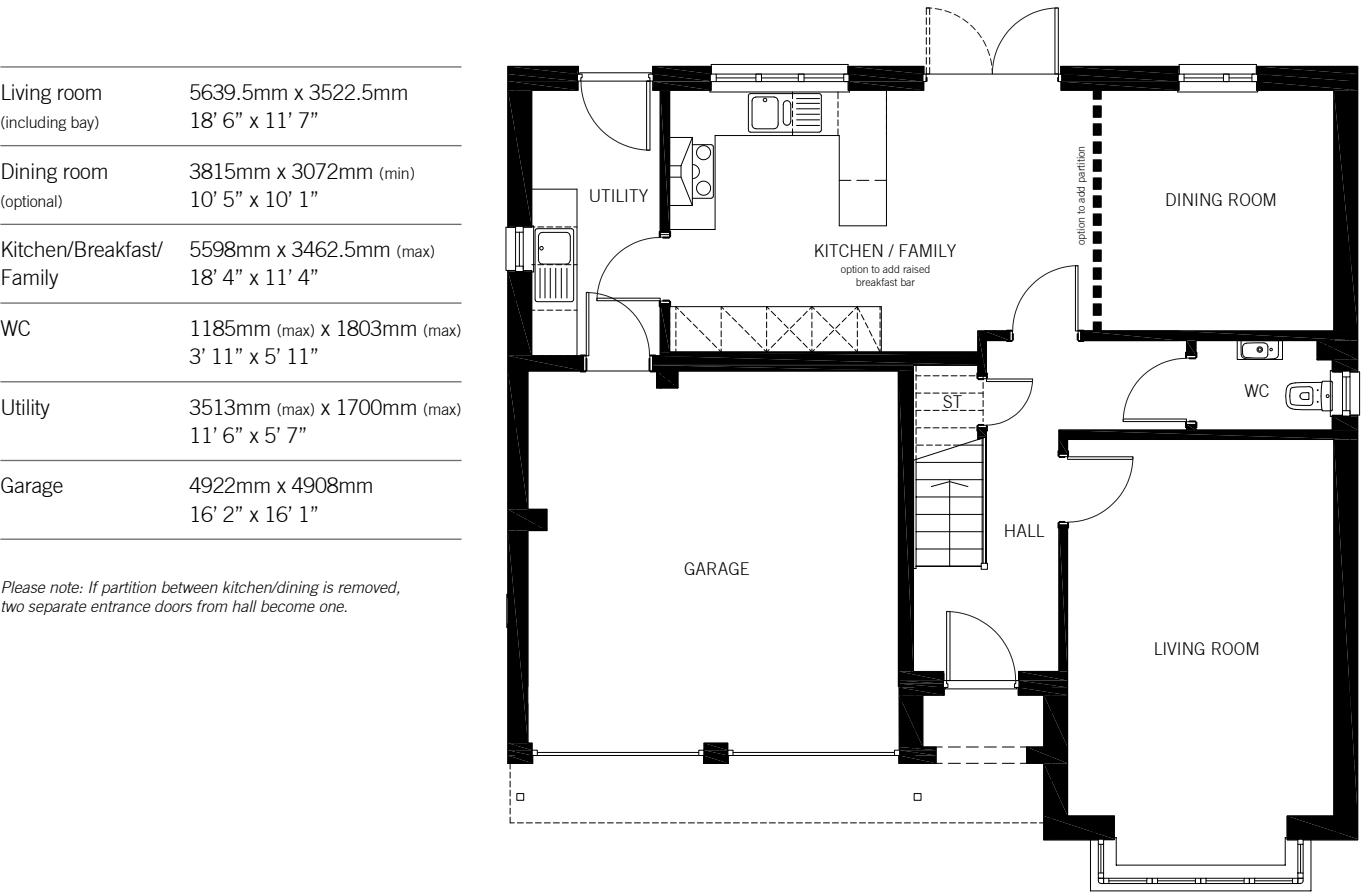 Living room 5639.5mm x 3522.5mm
(including bay) 18’ 6” x 11’ 7”
Dining room 3815mm x 3072mm (min)
(optional) 10’ 5” x 10’ 1”
Kitchen/Breakfast/ 5598mm x 3462.5mm (max)
Family 18’ 4” x 11’ 4”
WC 1185mm (max) x 1803mm (max)
3’ 11” x 5’ 11”
Utility 3513mm (max) x 1700mm (max)
11’ 6” x 5’ 7”
Garage 4922mm x 4908mm
16’ 2” x 16’ 1”
Please note: If partition between kitchen/dining is removed,
two separate entrance doors from hall become one.
UTILITY
KITCHEN / FAMILY
option to add raised
breakfast bar
option to add partition
DINING ROOM
ST
WC
HALL
GARAGE
LIVING ROOM